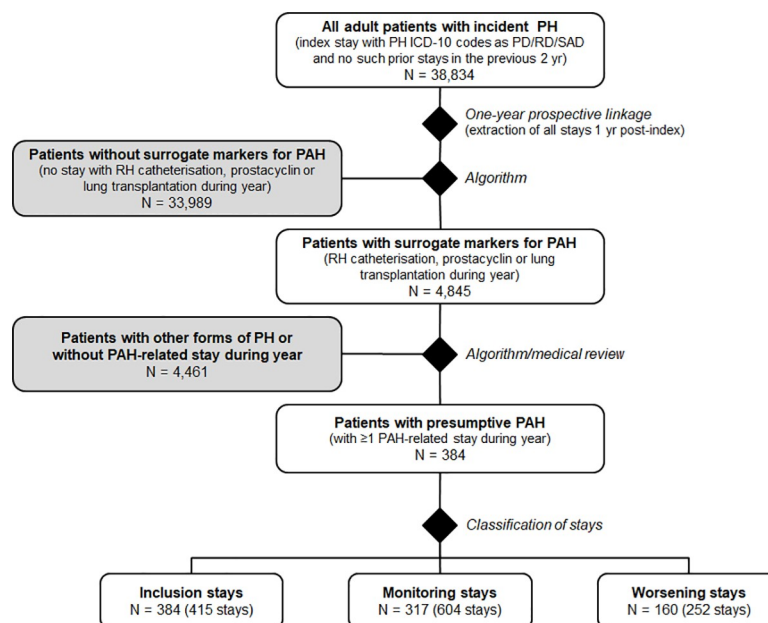 All adult patients with incident PH
(index stay with PH ICD-10 codes as PD/RD/SAD
and no such prior stays in the previous 2 yr)
N = 38,834
One-year prospective linkage
(extraction of all stays 1 yr post-index)
Patients without surrogate markers for PAH
(no stay with RH catheterisation, prostacyclin or
lung transplantation during year)
N = 33,989
Algorithm
Patients with surrogate markers for PAH
(RH catheterisation, prostacyclin or lung
transplantation during year)
N = 4,845
Patients with other forms of PH or
without PAH-related stay during year
N = 4,461
Algorithm/medical review
Patients with presumptive PAH
(with ≥1 PAH-related stay during year)
N = 384
Classification of stays
Inclusion stays
N = 384 (415 stays)
Monitoring stays
N = 317 (604 stays)
Worsening stays
N = 160 (252 stays)